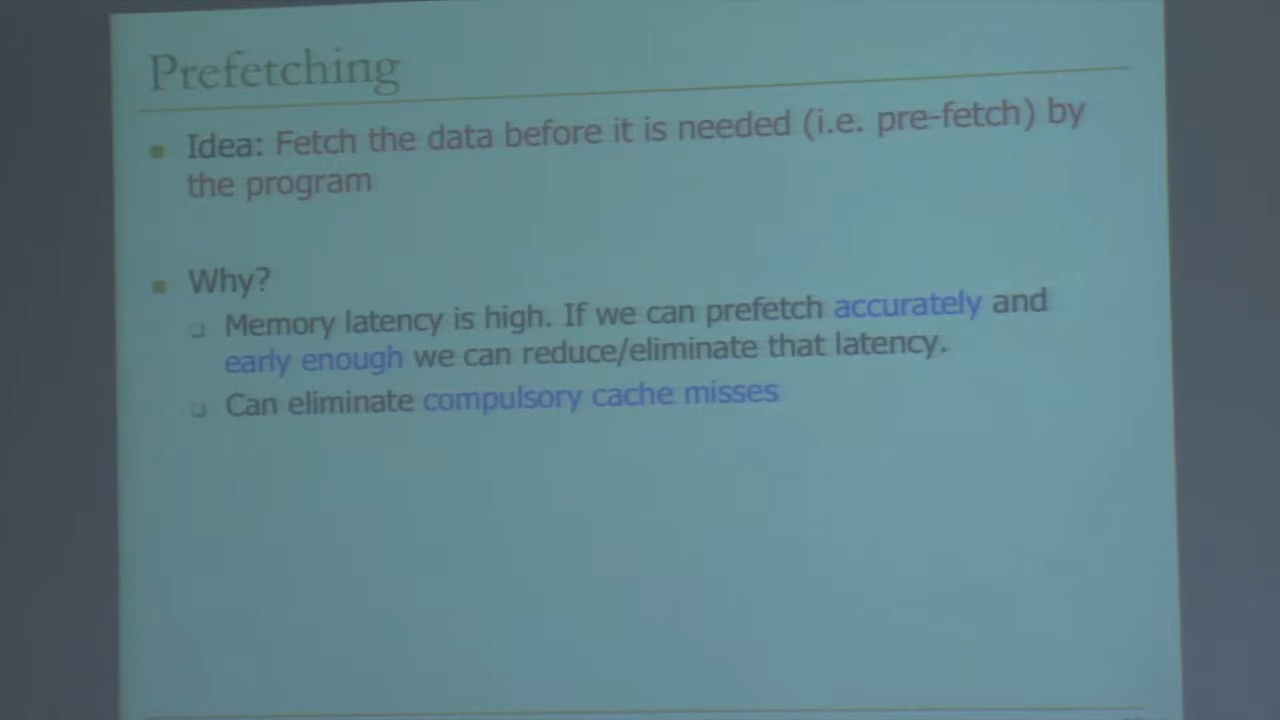 Prefetching
Idea: Fetch the data before it is needed (i.e. pre-fetch) by
the program
Why?
Memory latency is high. If we can prefetch accurately and
early enough we can reduce/eliminate that latency.
Can eliminate compulsory cache misses